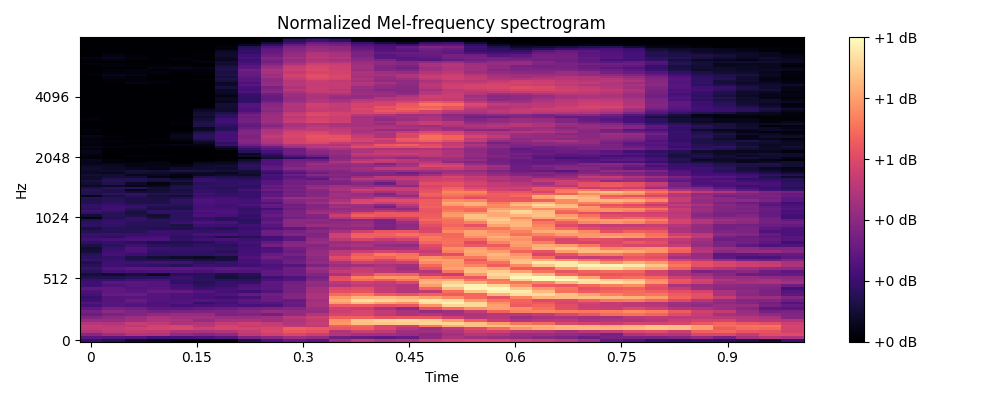 Normalized Mel-frequency spectrogram
Hz
4096
2048
1024
512
0
0 0.15 0.3 0.45 0.6 0.75 0.9
Time
+1 dB
+1 dB
+1 dB
+0 dB
+0 dB
+0 dB